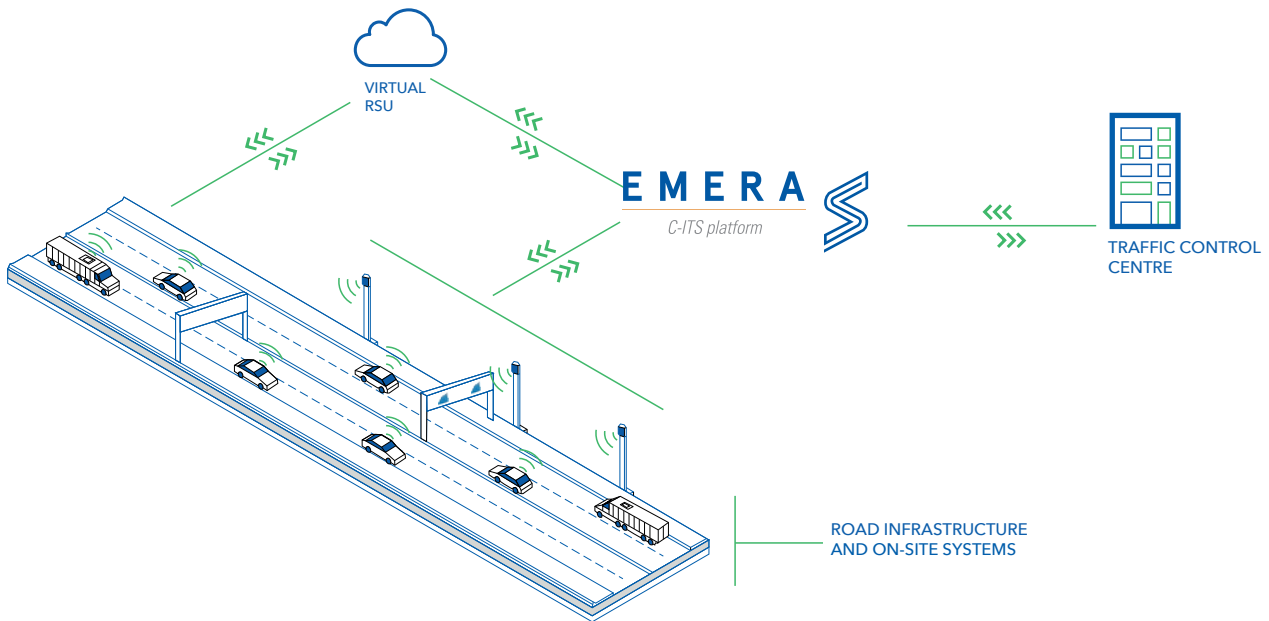 VIRTUAL
RSU
EMERA
C-ITS platform
TRAFFIC CONTROL
CENTRE
ROAD INFRASTRUCTURE
AND ON-SITE SYSTEMS